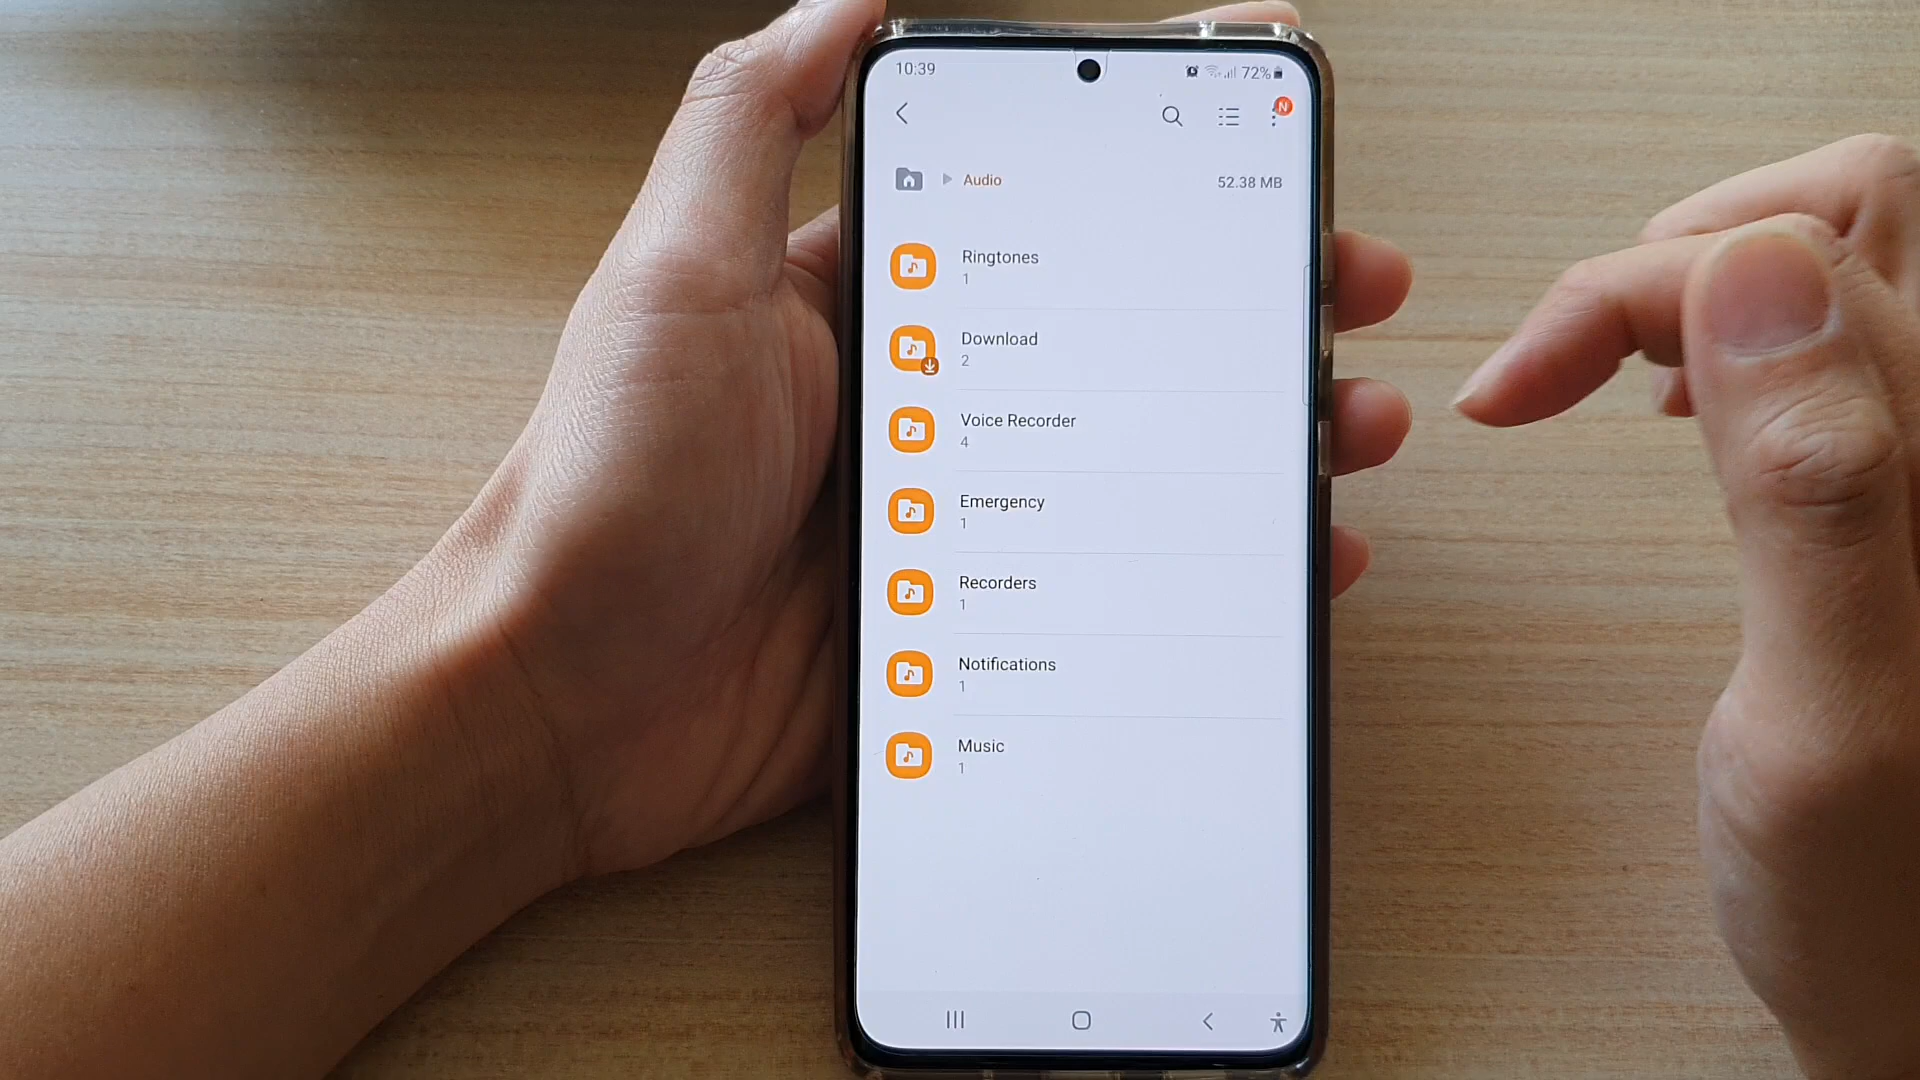 10:39 72%
N
Audio 52.38 MB
Ringtones
1
Download
2
Voice Recorder
4
Emergency
1
Recorders
1
Notifications
1
Music
1